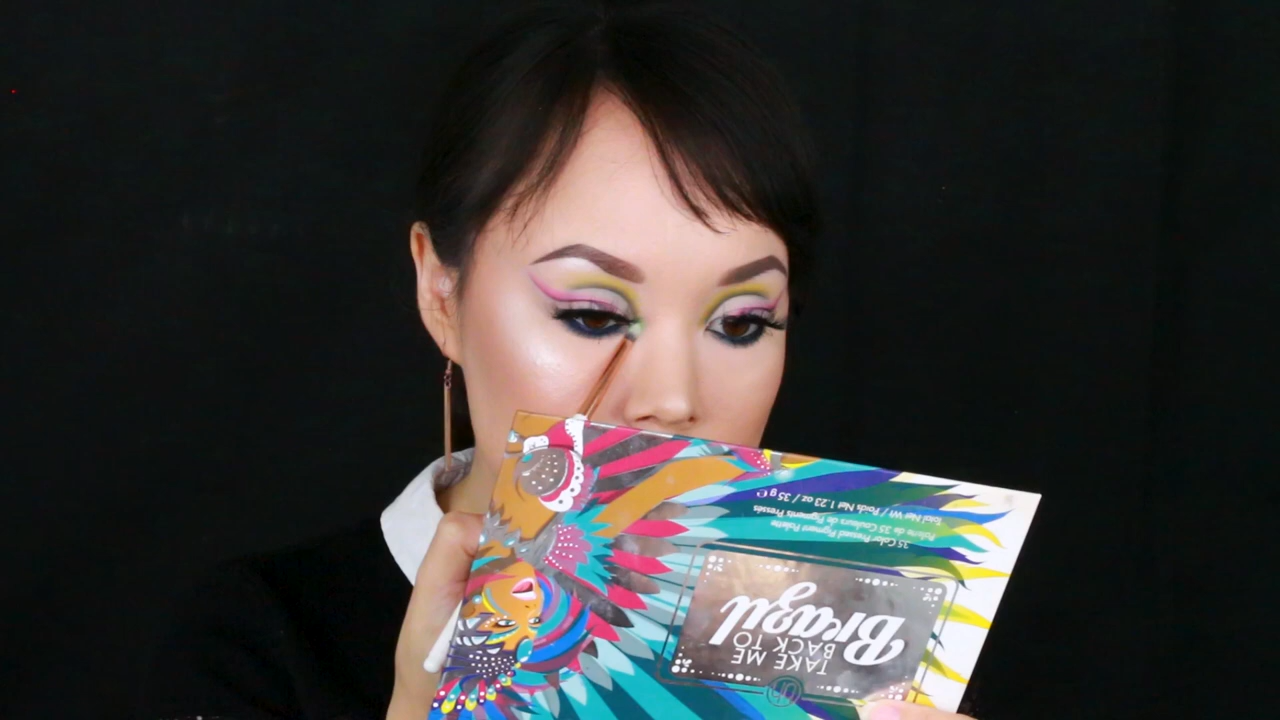 TAKE ME
BACK TO
Brazil
35 Color Pressed Pigment Palette
Palette de 35 Couleurs de Pigments Pressés
Total Net Wt / Poids Net 1.23 oz / 35 g ℮